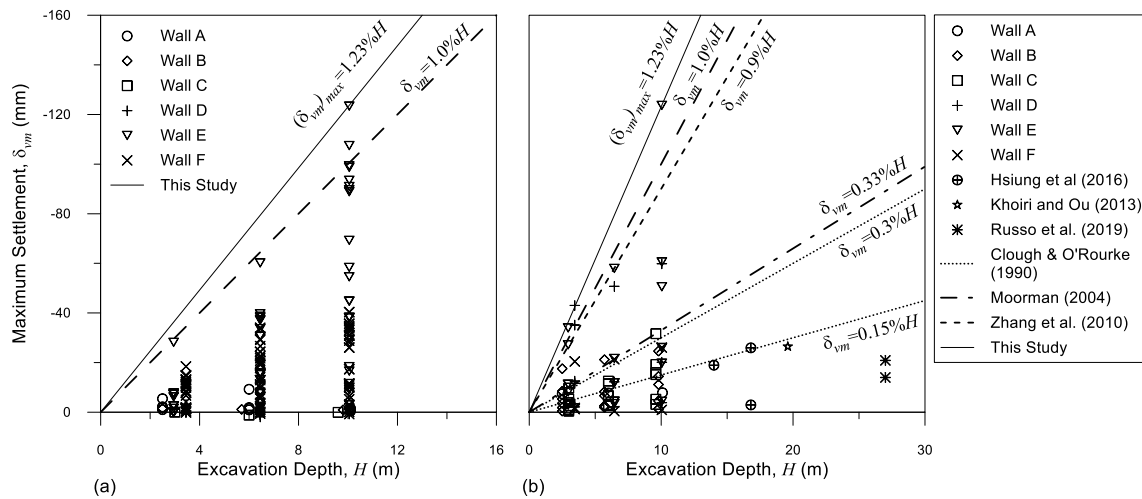 Maximum Settlement, δvm (mm)
-160
-120
-80
-40
0
0
4
8
12
16
Excavation Depth, H (m)
(a)
Wall A
Wall B
Wall C
Wall D
Wall E
Wall F
This Study
(δvm)max=1.23%H
δvm=1.0%H
0
10
20
30
Excavation Depth, H (m)
(b)
(δvm)max=1.23%H
δvm=1.0%H
δvm=0.9%H
δvm=0.33%H
δvm=0.3%H
δvm=0.15%H
Wall A
Wall B
Wall C
Wall D
Wall E
Wall F
Hsiung et al (2016)
Khoiri and Ou (2013)
Russo et al. (2019)
Clough & O'Rourke
(1990)
Moorman (2004)
Zhang et al. (2010)
This Study